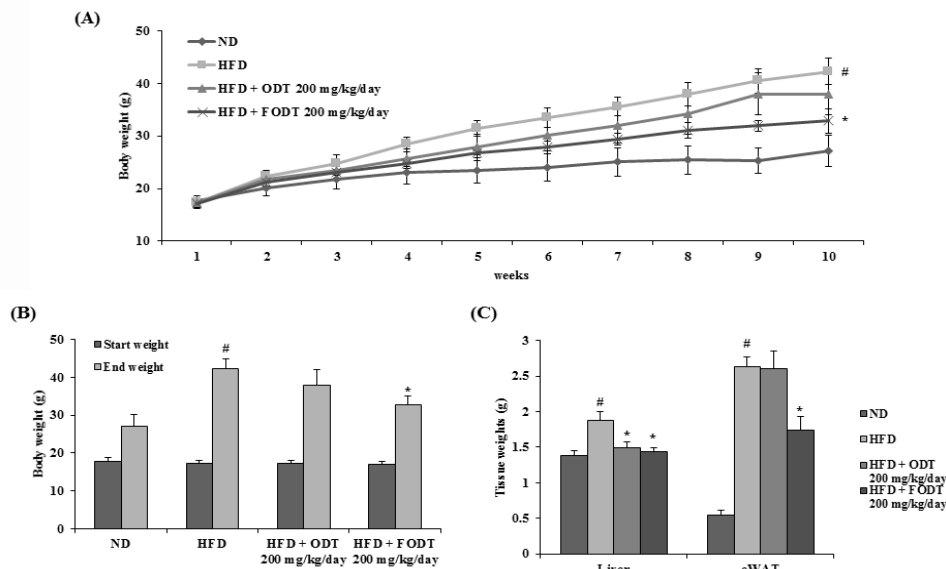 (A)
50
40
30
20
10
Body weight (g)
ND
HFD
HFD + ODT 200 mg/kg/day
HFD + FODT 200 mg/kg/day
#
*
1 2 3 4 5 6 7 8 9 10
weeks
(B)
50
40
30
20
10
0
Body weight (g)
Start weight
End weight
#
*
ND HFD HFD + ODT HFD + FODT
200 mg/kg/day 200 mg/kg/day
(C)
3
2.5
2
1.5
1
0.5
0
Tissue weights (g)
#
*
*
#
*
Liver eWAT
ND
HFD
HFD + ODT
200 mg/kg/day
HFD + FODT
200 mg/kg/day